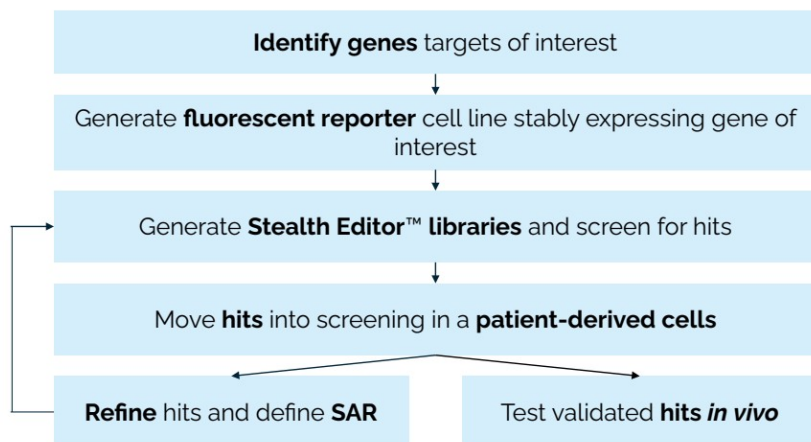 Identify genes targets of interest
Generate fluorescent reporter cell line stably expressing gene of
interest
Generate Stealth Editor™ libraries and screen for hits
Move hits into screening in a patient-derived cells
Refine hits and define SAR
Test validated hits in vivo